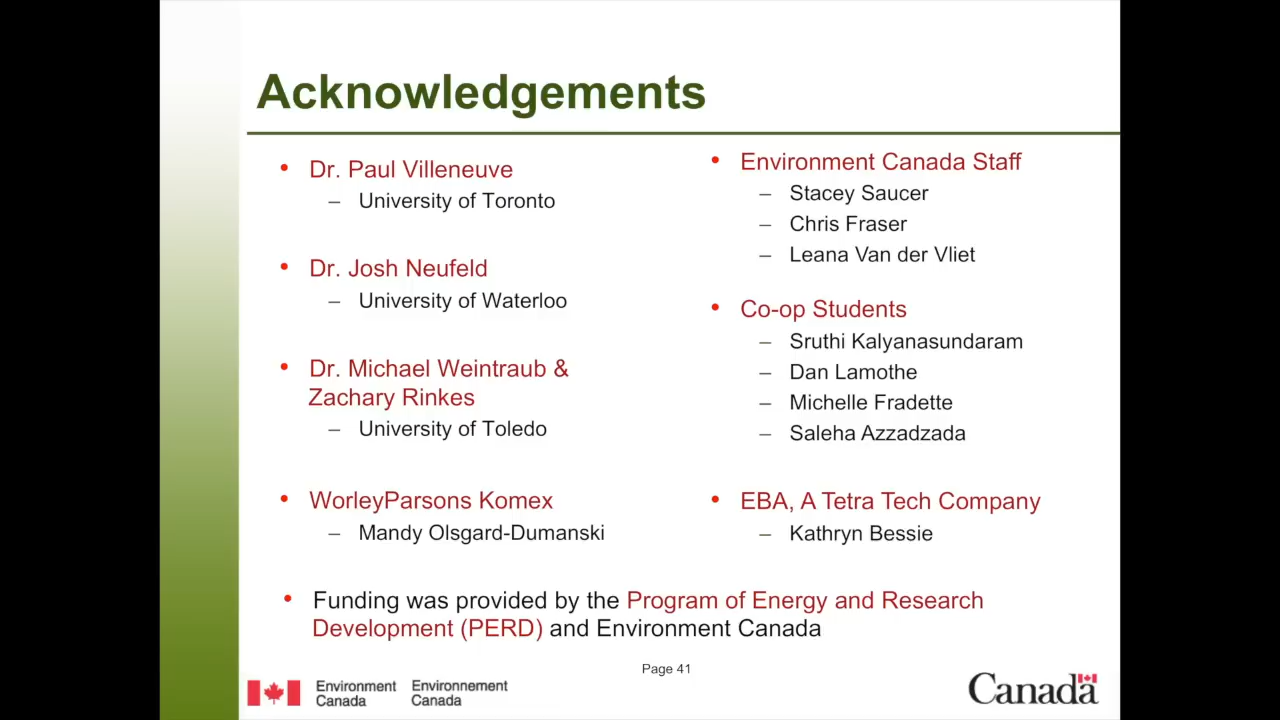 Acknowledgements
• Dr. Paul Villeneuve
– University of Toronto
• Dr. Josh Neufeld
– University of Waterloo
• Dr. Michael Weintraub &
Zachary Rinkes
– University of Toledo
• WorleyParsons Komex
– Mandy Olsgard-Dumanski
• Environment Canada Staff
– Stacey Saucer
– Chris Fraser
– Leana Van der Vliet
• Co-op Students
– Sruthi Kalyanasundaram
– Dan Lamothe
– Michelle Fradette
– Saleha Azzadzada
• EBA, A Tetra Tech Company
– Kathryn Bessie
• Funding was provided by the Program of Energy and Research
Development (PERD) and Environment Canada
Page 41
Environment
Canada
Environnement
Canada
Canada